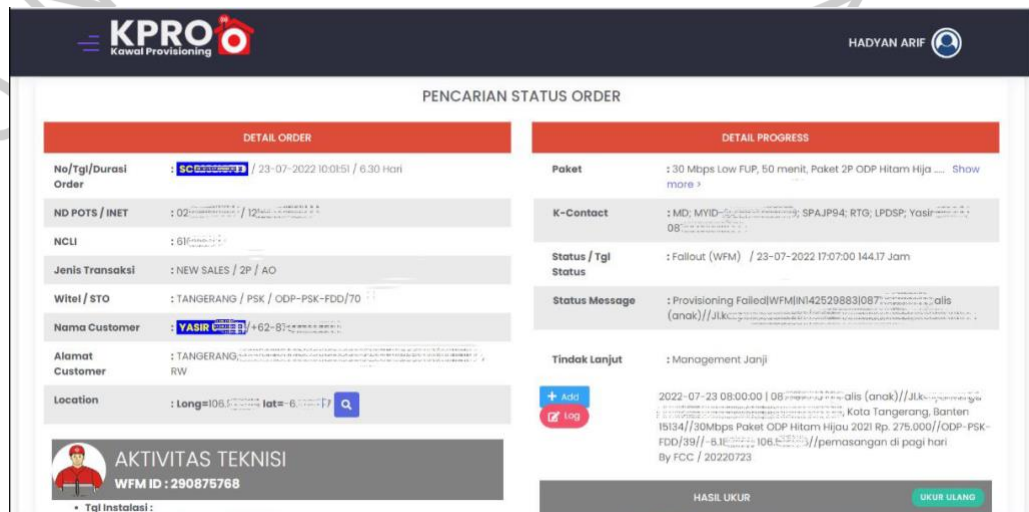 KPRO
Kawal Provisioning
HADYAN ARIF
PENCARIAN STATUS ORDER
DETAIL ORDER
No/Tgl/Durasi Order : SC / 23-07-2022 10:01:51 / 6.30 Hari
ND POTS / INET : 02 / 12
NCLI : 61
Jenis Transaksi : NEW SALES / 2P / AO
Witel / STO : TANGERANG / PSK / ODP-PSK-FDD/70
Nama Customer : YASIR /+62-8
Alamat Customer : TANGERANG,
RW
Location : Long=106. lat=-6.
AKTIVITAS TEKNISI
WFM ID : 290875768
• Tgl Instalasi :
DETAIL PROGRESS
Paket : 30 Mbps Low FUP, 50 menit, Paket 2P ODP Hitam Hija .... Show
more >
K-Contact : MD; MYID- ; SPAJP94; RTG; LPDSP; Yasir
08
Status / Tgl Status : Fallout (WFM) / 23-07-2022 17:07:00 144.17 Jam
Status Message : Provisioning Failed|WFM|IN142529883|087 alis
(anak)//Jl.k
Tindak Lanjut : Management Janji
+ Add
Log
2022-07-23 08:00:00 | 08 alis (anak)//Jl.k
, Kota Tangerang, Banten
15134//30Mbps Paket ODP Hitam Hijau 2021 Rp. 275.000//ODP-PSK-
FDD/39//-6.1 106. //pemasangan di pagi hari
By FCC / 20220723
HASIL UKUR
UKUR ULANG